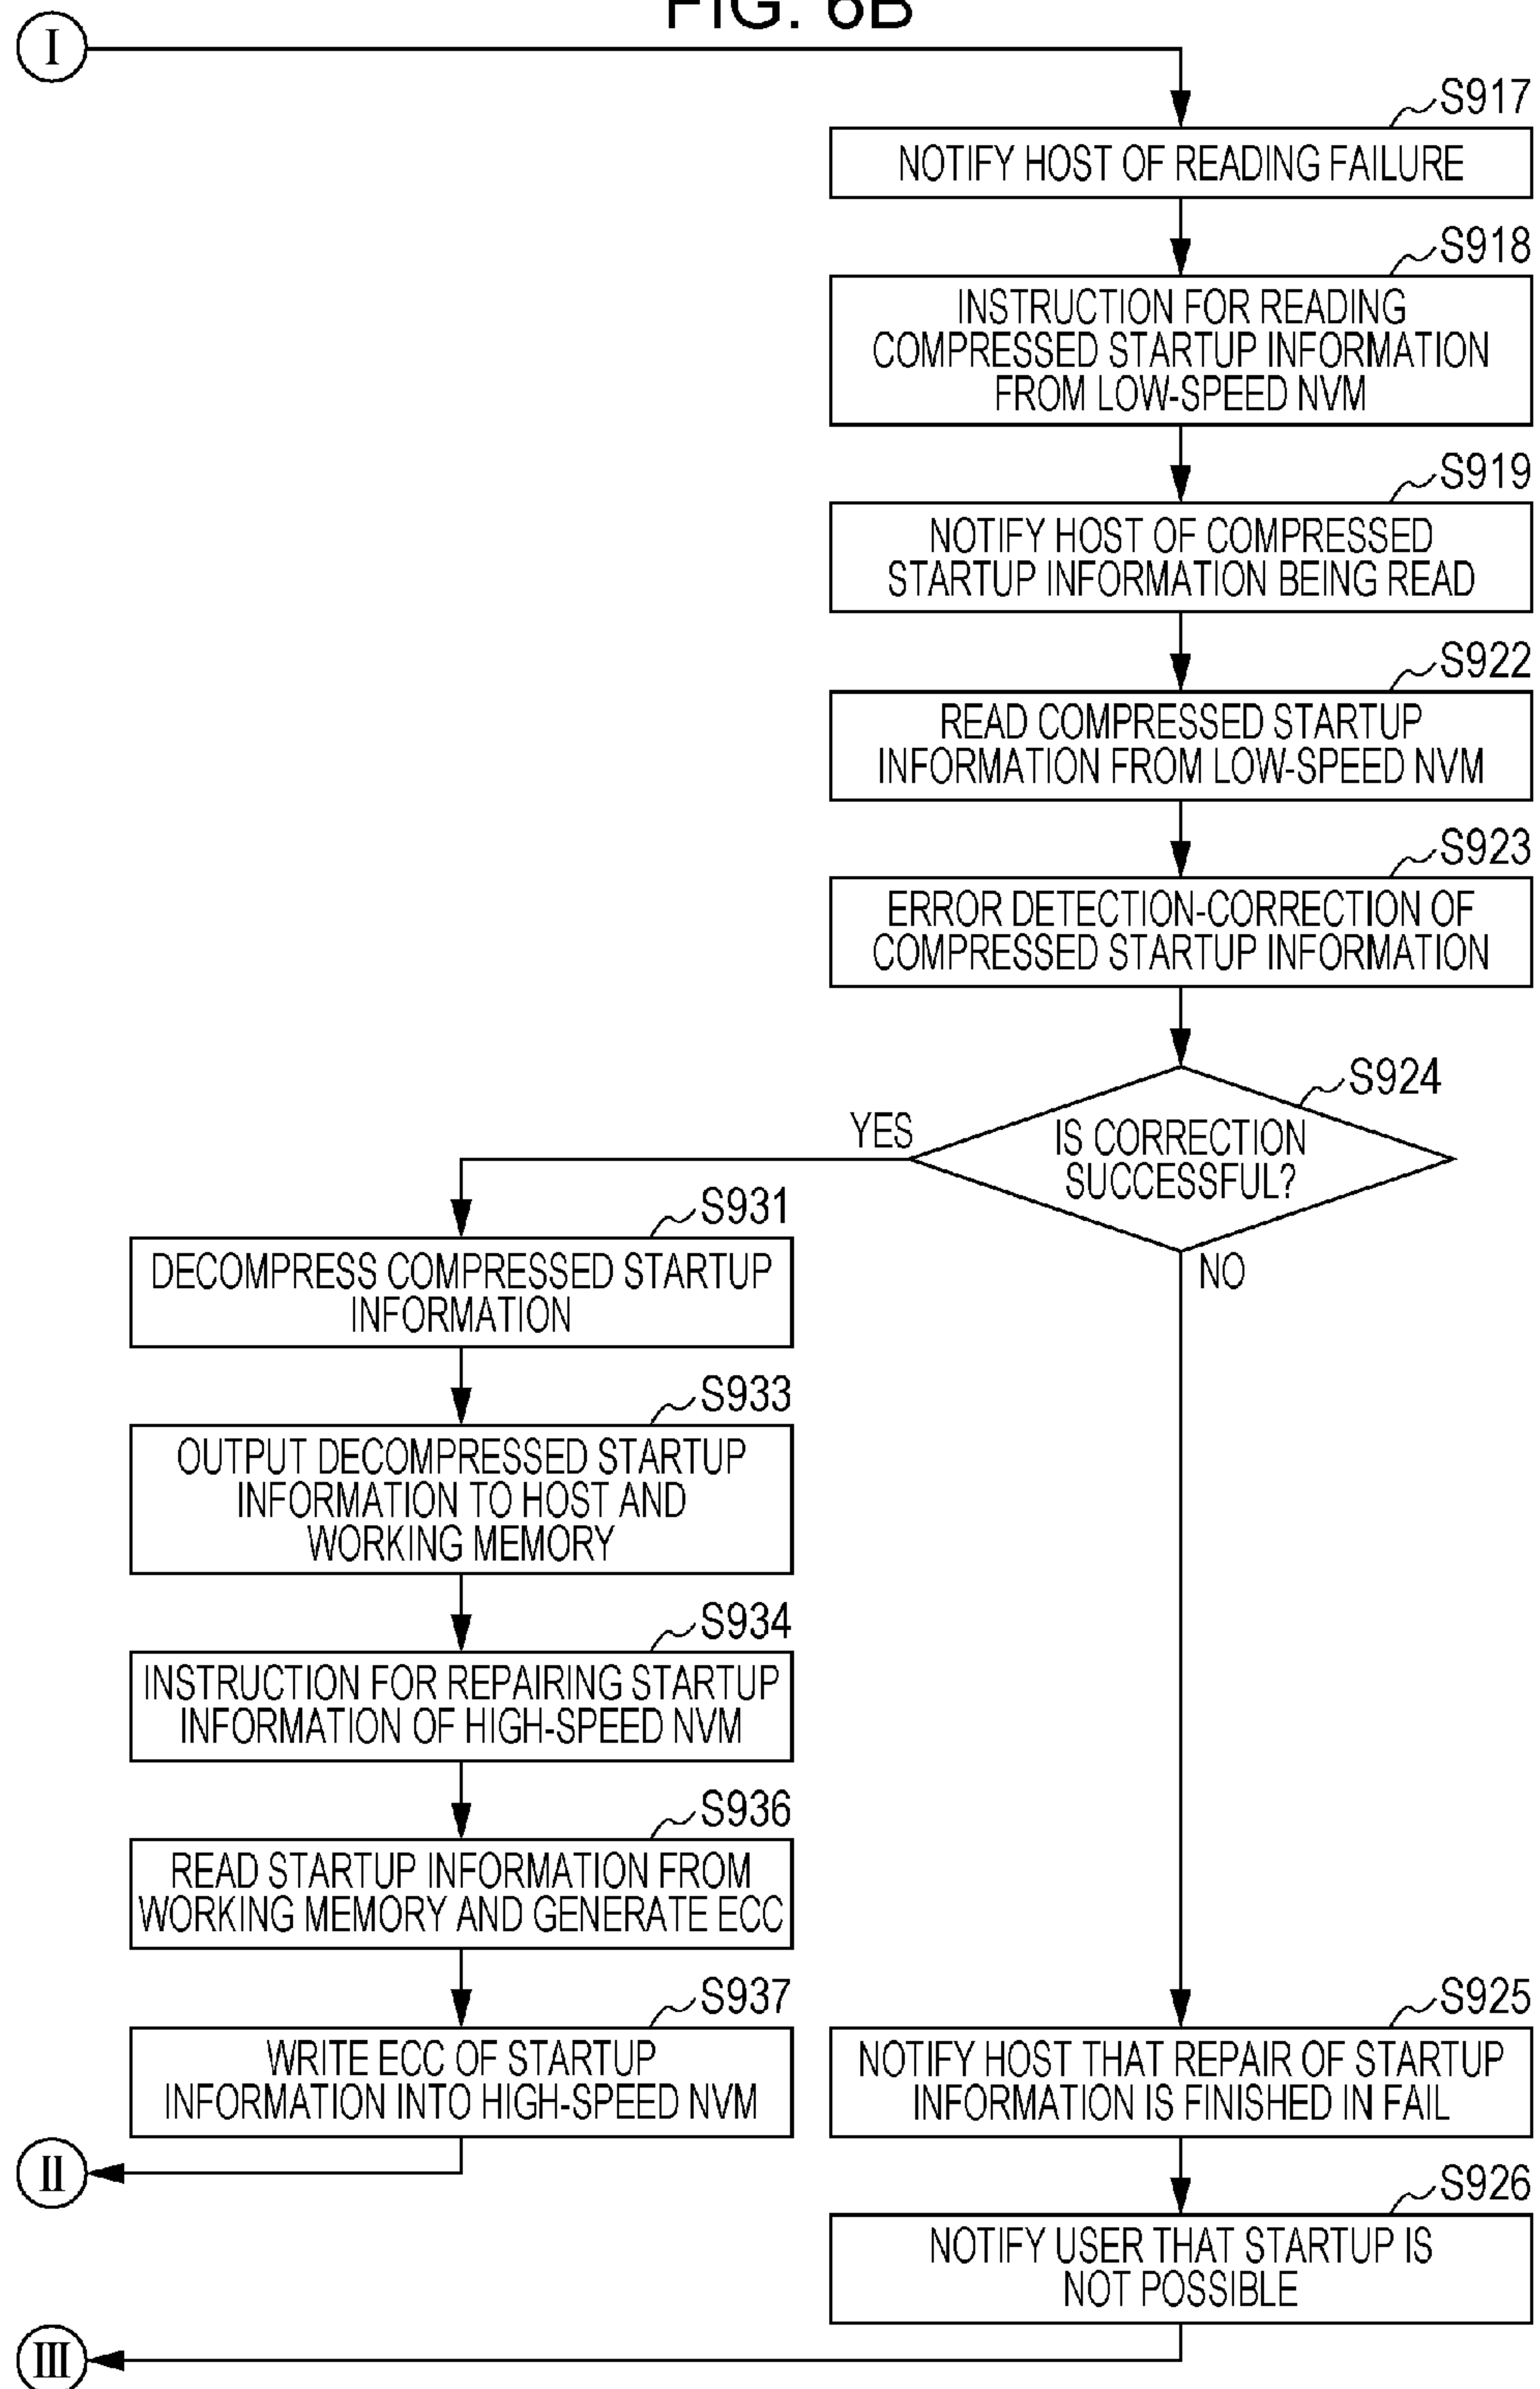 FIG. 6B
I
S917
NOTIFY HOST OF READING FAILURE
S918
INSTRUCTION FOR READING
COMPRESSED STARTUP INFORMATION
FROM LOW-SPEED NVM
S919
NOTIFY HOST OF COMPRESSED
STARTUP INFORMATION BEING READ
S922
READ COMPRESSED STARTUP
INFORMATION FROM LOW-SPEED NVM
S923
ERROR DETECTION-CORRECTION OF
COMPRESSED STARTUP INFORMATION
S924
IS CORRECTION
SUCCESSFUL?
YES
NO
S931
DECOMPRESS COMPRESSED STARTUP
INFORMATION
S933
OUTPUT DECOMPRESSED STARTUP
INFORMATION TO HOST AND
WORKING MEMORY
S934
INSTRUCTION FOR REPAIRING STARTUP
INFORMATION OF HIGH-SPEED NVM
S936
READ STARTUP INFORMATION FROM
WORKING MEMORY AND GENERATE ECC
S937
WRITE ECC OF STARTUP
INFORMATION INTO HIGH-SPEED NVM
II
S925
NOTIFY HOST THAT REPAIR OF STARTUP
INFORMATION IS FINISHED IN FAIL
S926
NOTIFY USER THAT STARTUP IS
NOT POSSIBLE
III